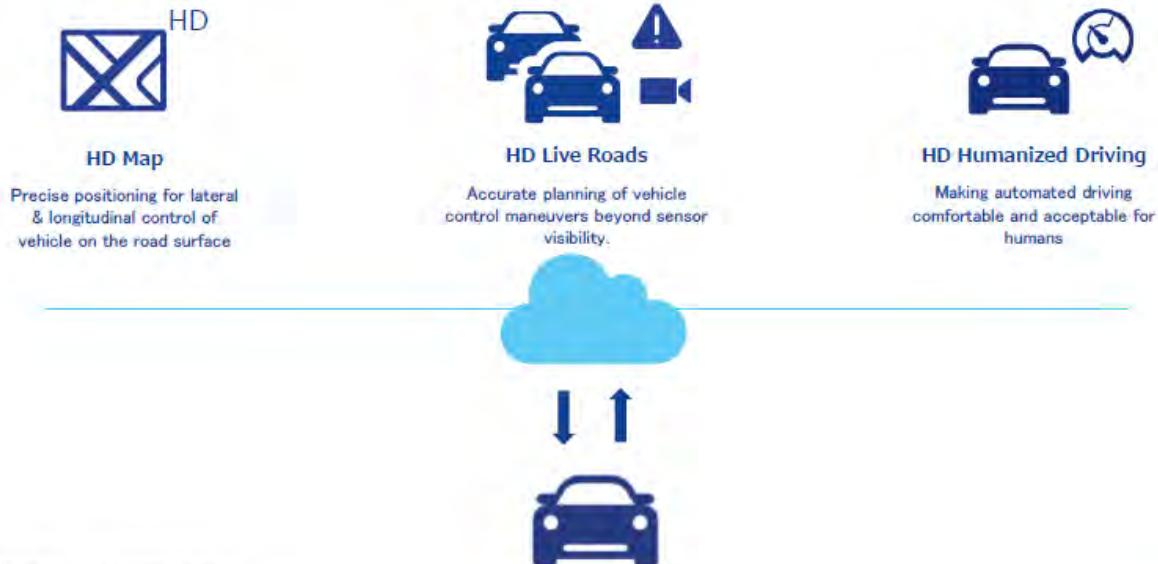 HD
HD Map
Precise positioning for lateral
& longitudinal control of
vehicle on the road surface
HD Live Roads
Accurate planning of vehicle
control maneuvers beyond sensor
visibility.
HD Humanized Driving
Making automated driving
comfortable and acceptable for
humans